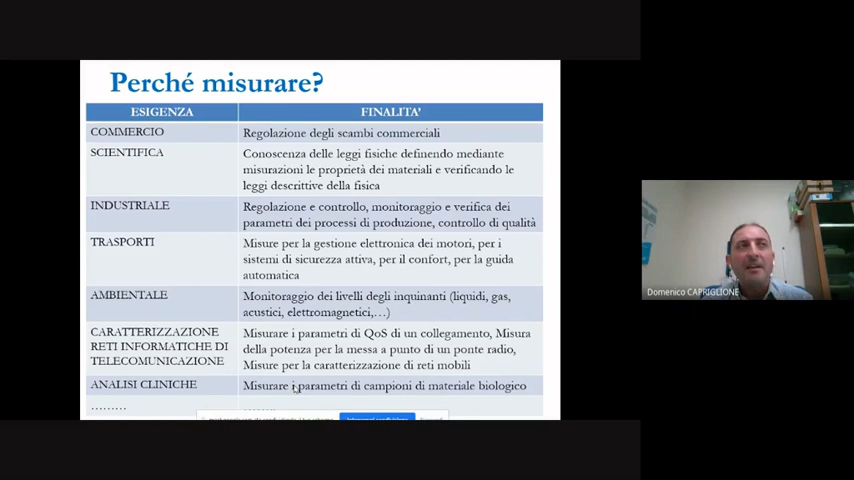 Perché misurare?
ESIGENZA FINALITA'
COMMERCIO Regolazione degli scambi commerciali
SCIENTIFICA Conoscenza delle leggi fisiche definendo mediante
misurazioni le proprietà dei materiali e verificando le
leggi descrittive della fisica
INDUSTRIALE Regolazione e controllo, monitoraggio e verifica dei
parametri dei processi di produzione, controllo di qualità
TRASPORTI Misure per la gestione elettronica dei motori, per i
sistemi di sicurezza attiva, per il confort, per la guida
automatica
AMBIENTALE Monitoraggio dei livelli degli inquinanti (liquidi, gas,
acustici, elettromagnetici,…)
CARATTERIZZAZIONE Misurare i parametri di QoS di un collegamento, Misura
RETI INFORMATICHE DI della potenza per la messa a punto di un ponte radio,
TELECOMUNICAZIONE Misure per la caratterizzazione di reti mobili
ANALISI CLINICHE Misurare i parametri di campioni di materiale biologico
......... ........
Domenico CAPRIGLIONE